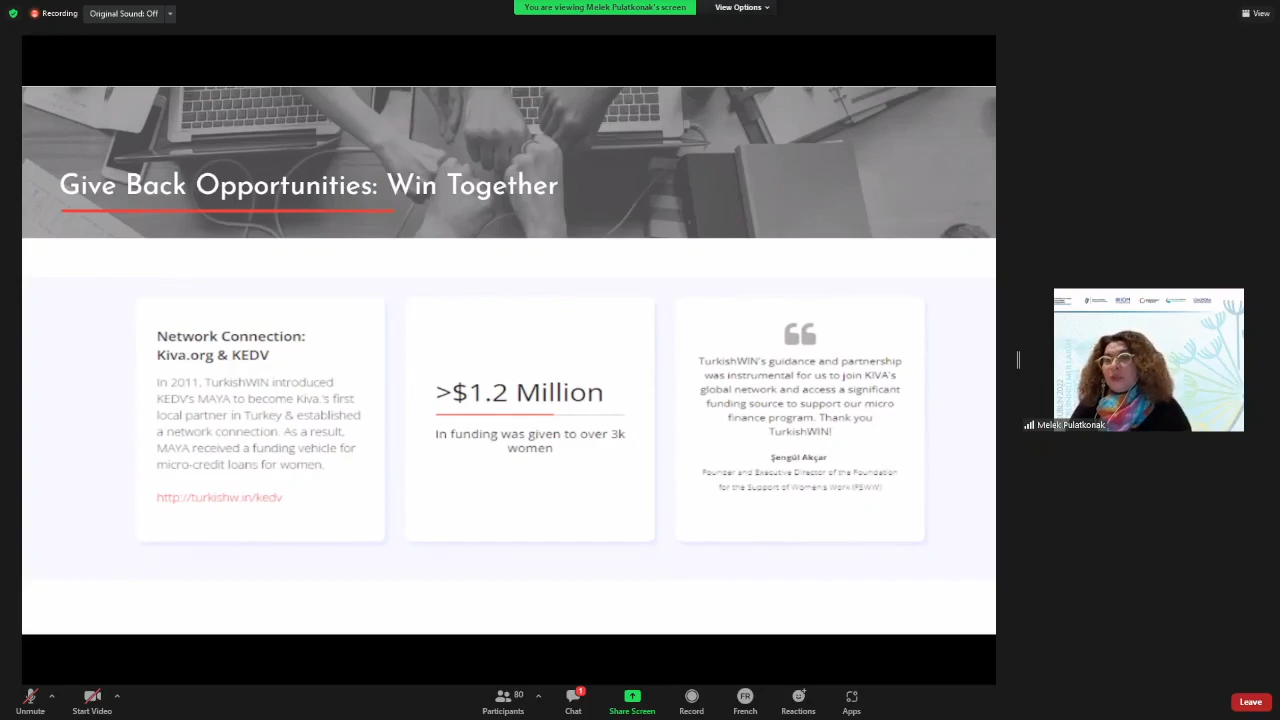 Recording
Original Sound: Off
You are viewing Melek Pulatkonak's screen
View Options
View
Give Back Opportunities: Win Together
Network Connection:
Kiva.org & KEDV
In 2011, TurkishWIN introduced
KEDV's MAYA to become Kiva.'s first
local partner in Turkey & established
a network connection. As a result,
MAYA received a funding vehicle for
micro-credit loans for women.
http://turkishw.in/kedv
>$1.2 Million
In funding was given to over 3k
women
TurkishWIN's guidance and partnership
was instrumental for us to join KIVA's
global network and access a significant
funding source to support our micro
finance program. Thank you
TurkishWIN!
Şengül Akçar
Founder and Executive Director of the Foundation
for the Support of Women's Work (FSWW)
IOM
DUBLIN 2022
Melek Pulatkonak
Unmute
Start Video
80
Participants
1
Chat
Share Screen
Record
FR
French
Reactions
Apps
Leave